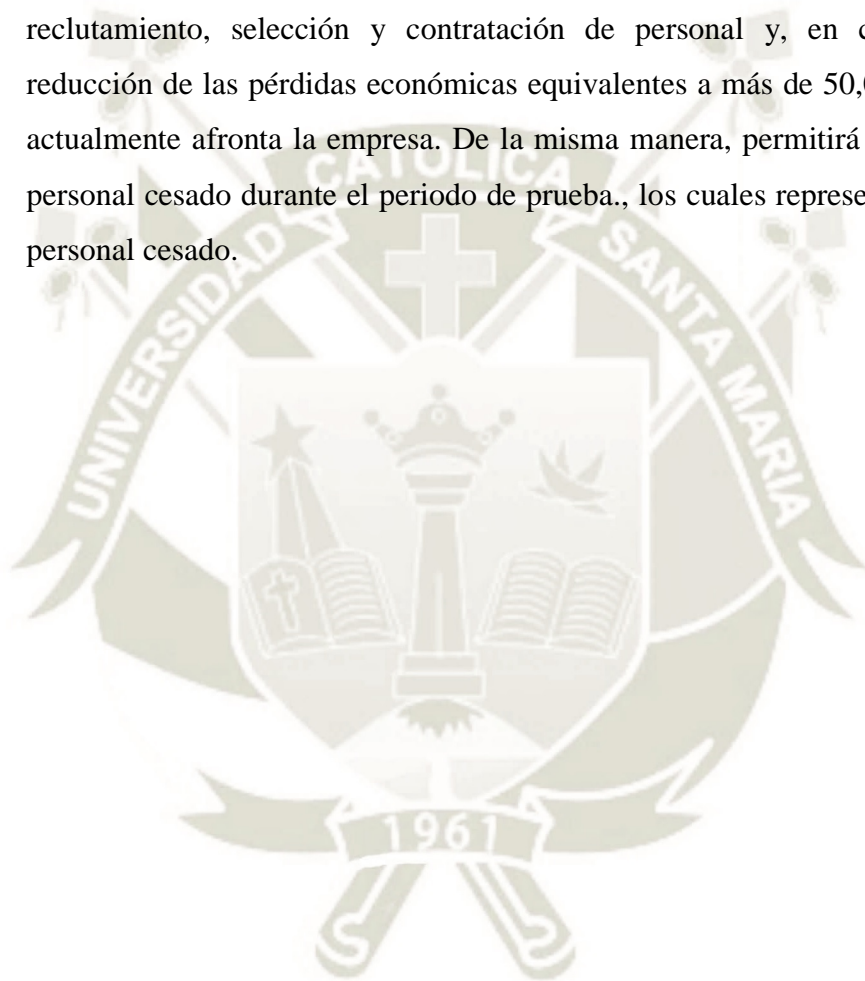 reclutamiento, selección y contratación de personal y, en
reducción de las pérdidas económicas equivalentes a más de
actualmente afronta la empresa. De la misma manera, permitirá
personal cesado durante el periodo de prueba., los cuales
personal cesado.
UNIVERSIDAD CATOLICA SANTA MARIA
1961